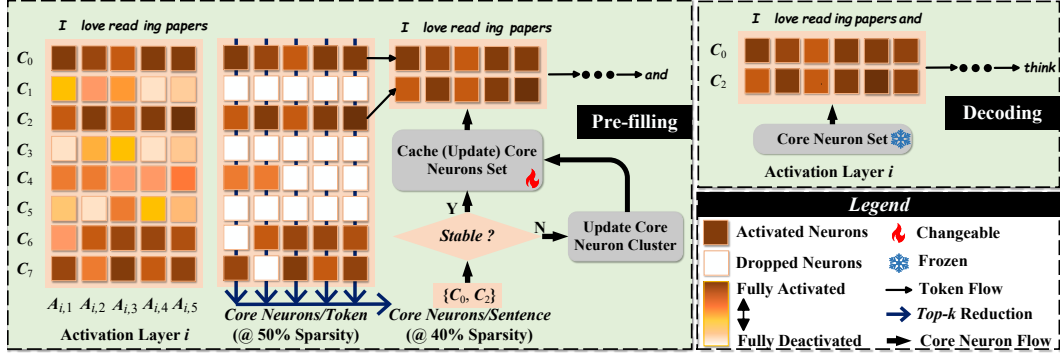 I love read ing papers
C0
C1
C2
C3
C4
C5
C6
C7
Ai,1 Ai,2 Ai,3 Ai,4 Ai,5
Activation Layer i
Core Neurons/Token
(@ 50% Sparsity)
I love read ing papers
and
Pre-filling
Cache (Update) Core
Neurons Set
Y
Stable ?
N
Update Core
Neuron Cluster
{C0, C2}
Core Neurons/Sentence
(@ 40% Sparsity)
I love read ing papers and
C0
C2
think
Decoding
Core Neuron Set
Activation Layer i
Legend
Activated Neurons
Changeable
Dropped Neurons
Frozen
Fully Activated
Token Flow
Top-k Reduction
Fully Deactivated
Core Neuron Flow